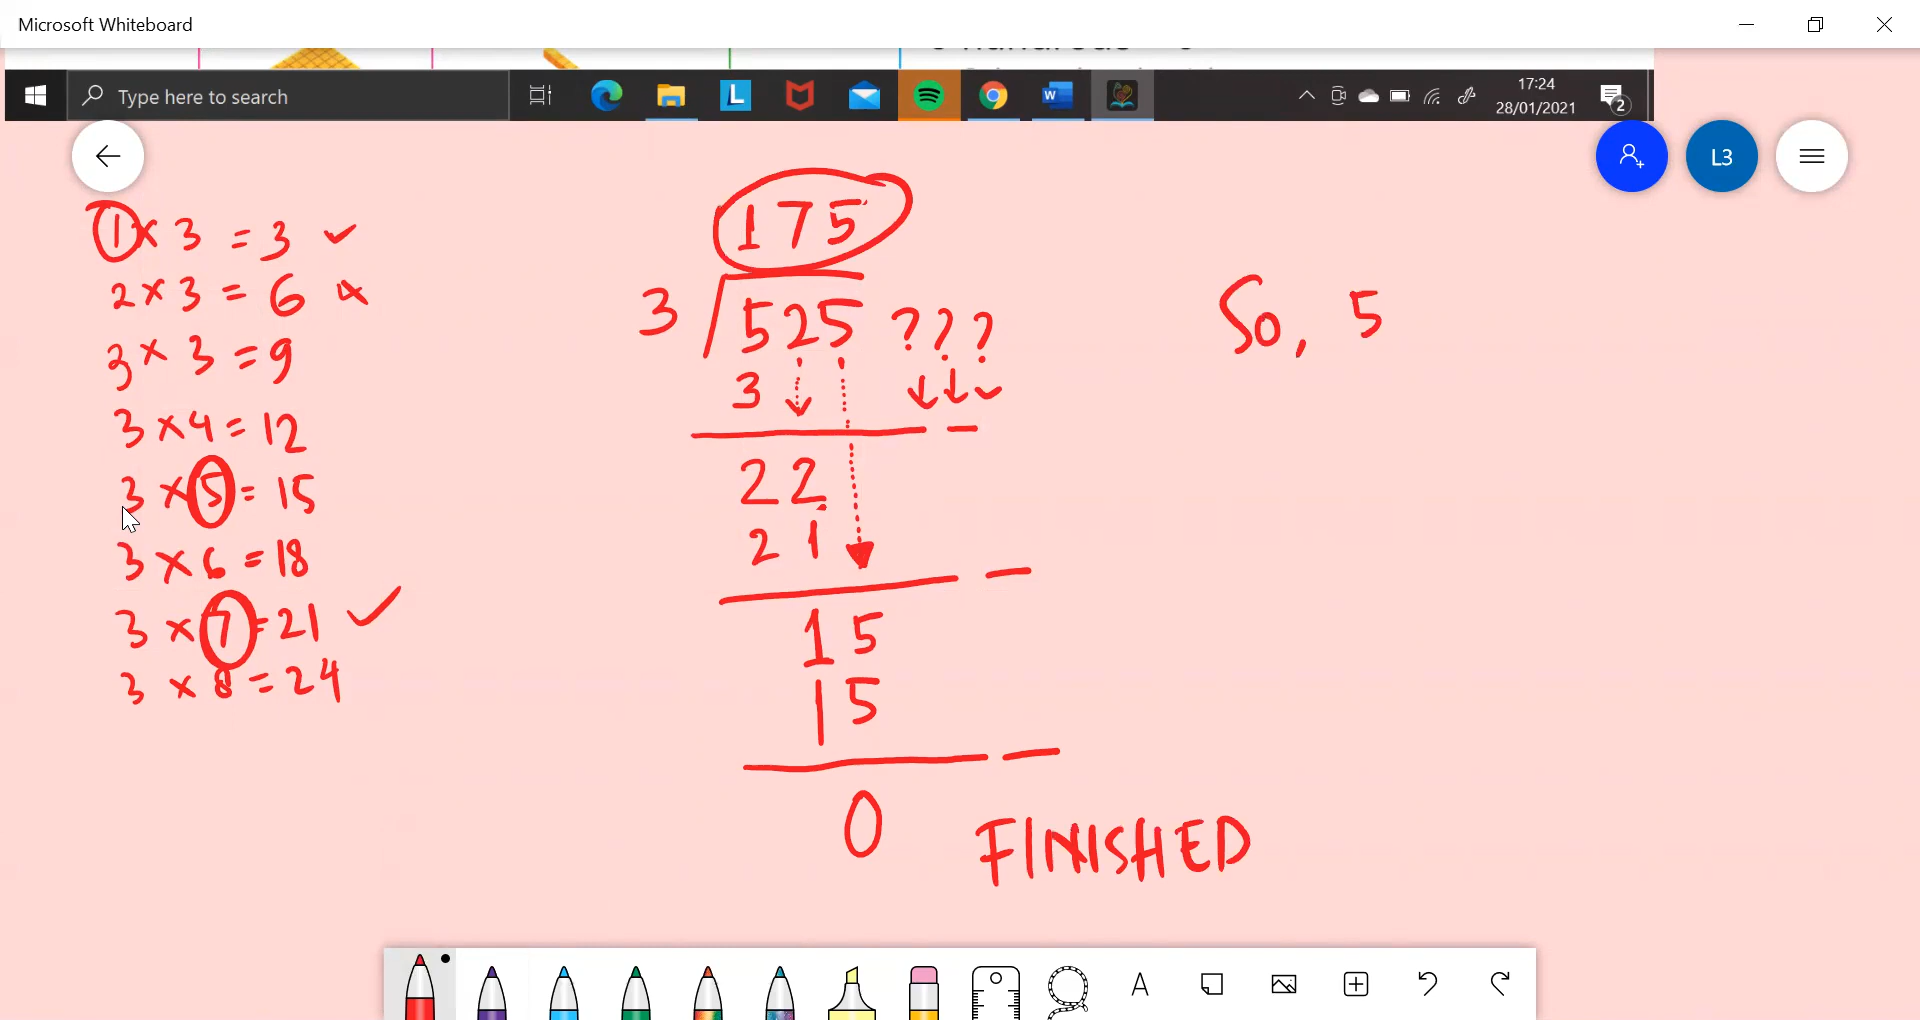 Microsoft Whiteboard
Type here to search
17:24
28/01/2021
2
L3
1 × 3 = 3 ✓
2 × 3 = 6 ×
3 × 3 = 9
3 × 4 = 12
3 × 5 = 15
3 × 6 = 18
3 × 7 = 21 ✓
3 × 8 = 24
175
3 525 ???
3
22
21
15
15
0
FINISHED
So, 5